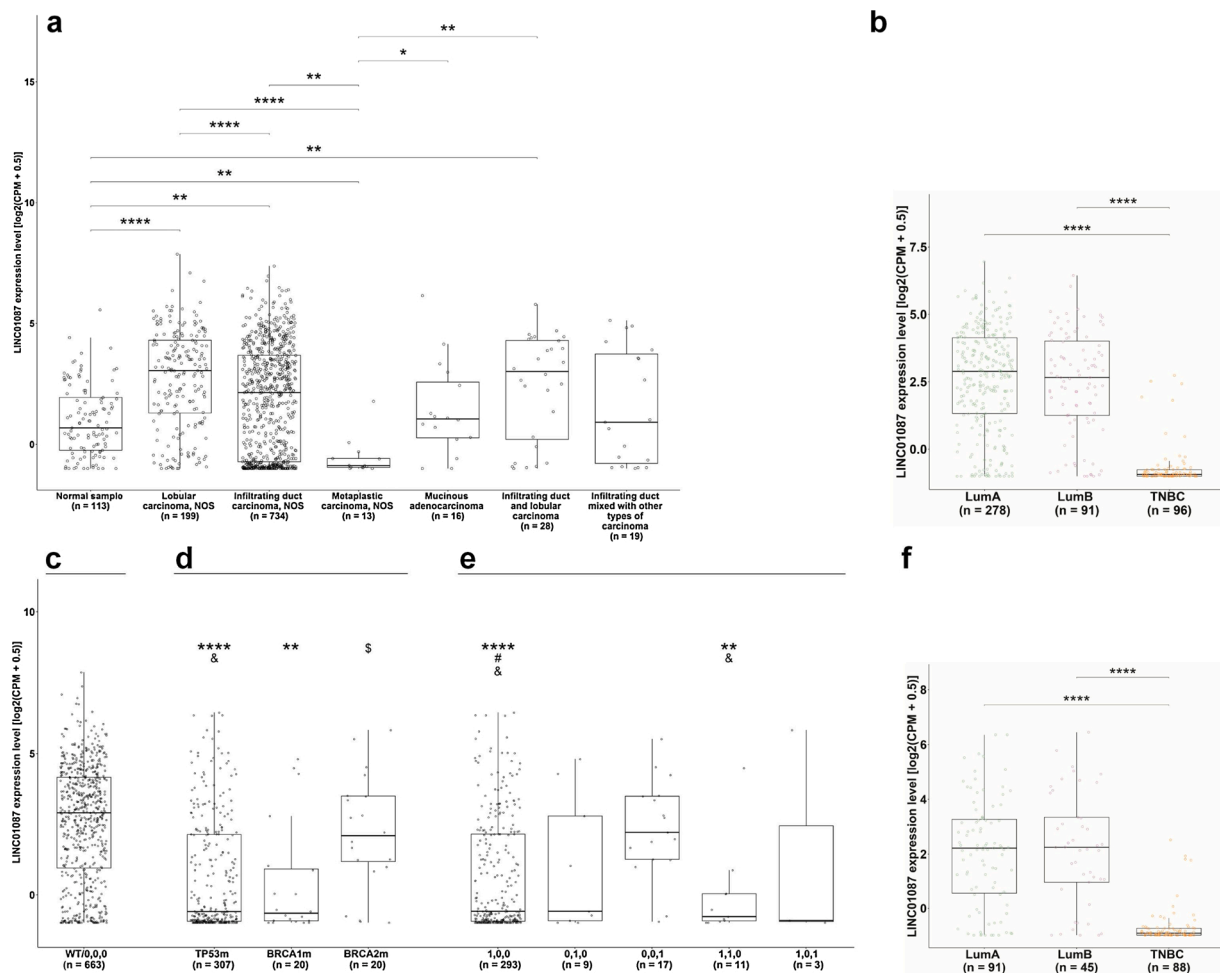 a
LINC01087 expression level [log2(CPM + 0.5)]
15
10
5
0
**
*
**
****
****
**
**
**
****
Normal samplo
(n = 113)
Lobular
carcinoma, NOS
(n = 199)
Infiltrating duct
carcinoma, NOS
(n = 734)
Motaplastic
carcinoma, NOS
(n = 13)
Mucinous
adenocarcinoma
(n = 16)
Infiltrating duct
and lobular
carcinoma
(n = 28)
Infiltrating duct
mixed with other
types of
carcinoma
(n = 19)
b
LINC01087 expression level [log2(CPM + 0.5)]
7.5
5.0
2.5
0.0
****
****
LumA
(n = 278)
LumB
(n = 91)
TNBC
(n = 96)
c
d
e
LINC01087 expression level [log2(CPM + 0.5)]
10
5
0
****
&
**
$
****
#
&
**
&
WT/0,0,0
(n = 663)
TP53m
(n = 307)
BRCA1m
(n = 20)
BRCA2m
(n = 20)
1,0,0
(n = 293)
0,1,0
(n = 9)
0,0,1
(n = 17)
1,1,0
(n = 11)
1,0,1
(n = 3)
f
LINC01087 expression level [log2(CPM + 0.5)]
8
6
4
2
0
****
****
LumA
(n = 91)
LumB
(n = 45)
TNBC
(n = 88)